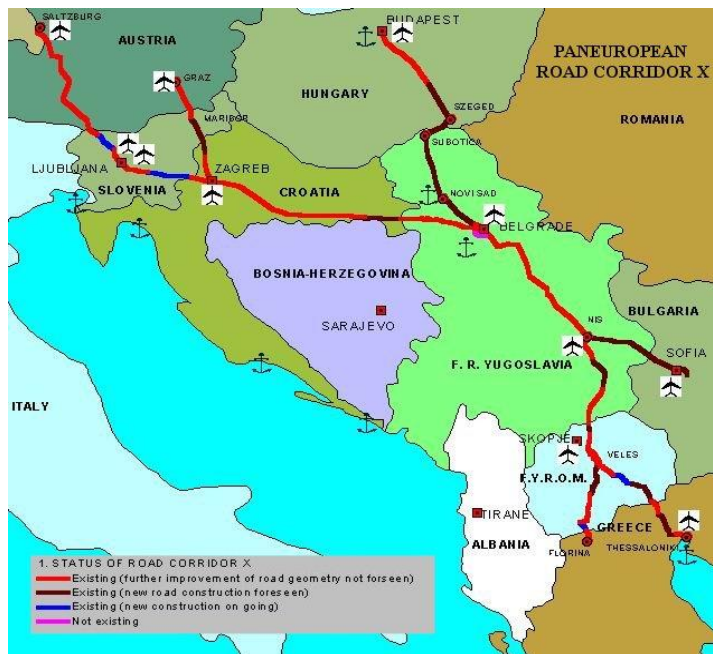 SALTZBURG
BUDAPEST
AUSTRIA
PANEUROPEAN
ROAD CORRIDOR X
GRAZ
HUNGARY
SZEGED
MARIBOR
ROMANIA
SUBOTICA
LJUBLJANA
ZAGREB
SLOVENIA
CROATIA
NOVI SAD
BELGRADE
BOSNIA-HERZEGOVINA
BULGARIA
NIS
SARAJEVO
SOFIA
F. R. YUGOSLAVIA
ITALY
SKOPJE
VELES
F.Y.R.O.M.
TIRANE
GREECE
ALBANIA
FLORINA
THESSALONIKI
1. STATUS OF ROAD CORRIDOR X
Existing (further improvement of road geometry not forseen)
Existing (new road construction foreseen)
Existing (new construction on going)
Not existing